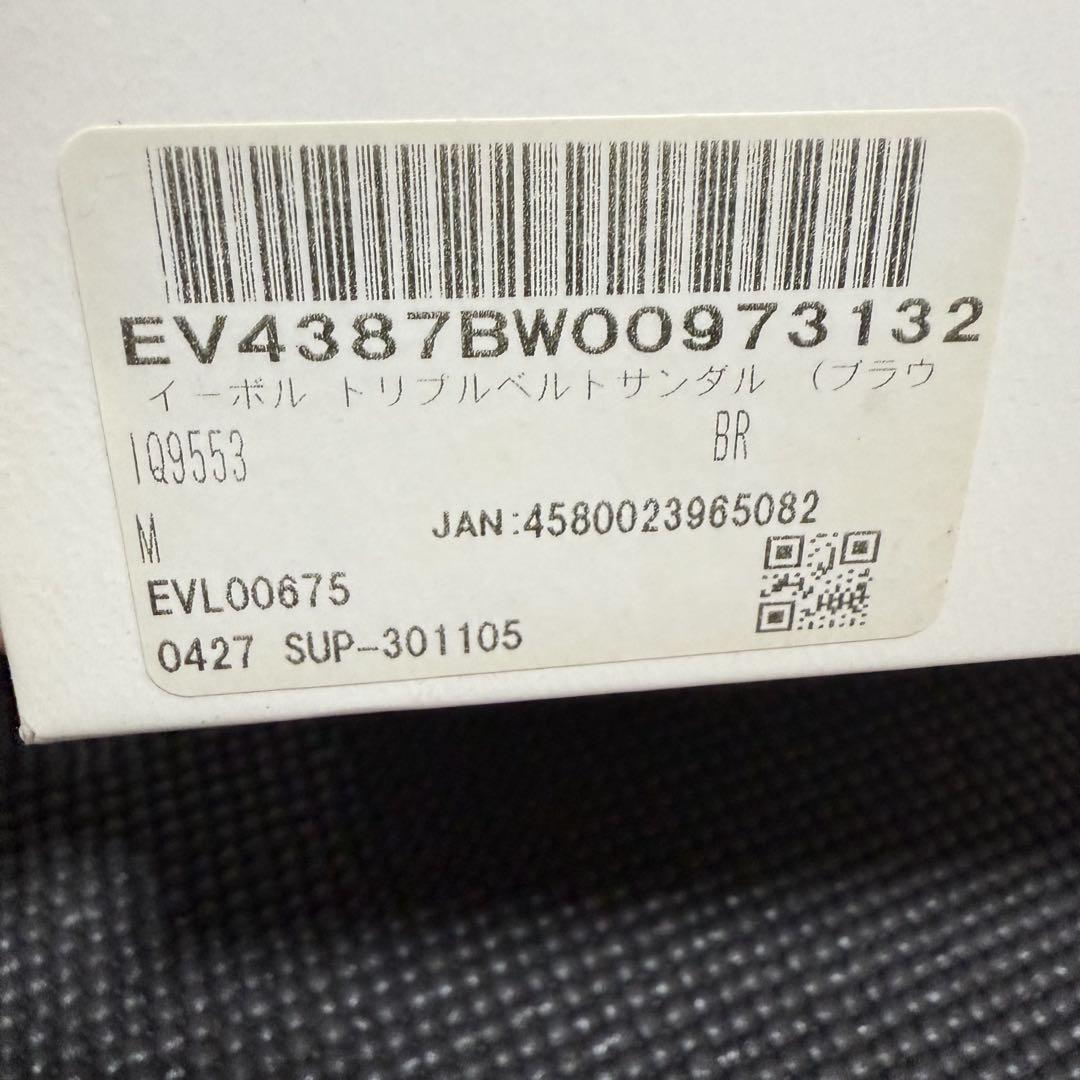 EV4387BW00973132
イーボル トリプルベルトサンダル (ブラウ
IQ9553 BR
M JAN:4580023965082
EVL00675
0427 SUP-301105